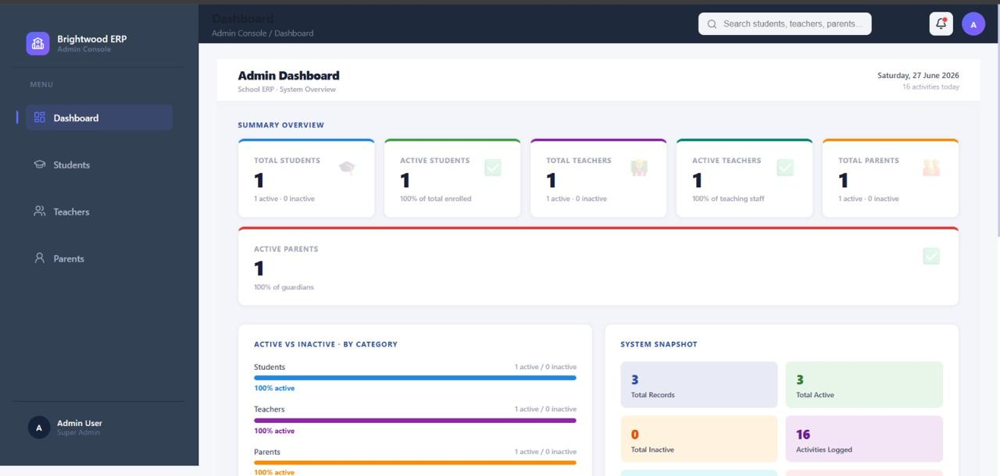 Brightwood ERP
Admin Console
MENU
Dashboard
Students
Teachers
Parents
Admin User
Super Admin
A
Dashboard
Admin Console / Dashboard
Search students, teachers, parents...
A
Admin Dashboard
School ERP · System Overview
Saturday, 27 June 2026
16 activities today
SUMMARY OVERVIEW
TOTAL STUDENTS
1
1 active · 0 inactive
ACTIVE STUDENTS
1
100% of total enrolled
TOTAL TEACHERS
1
1 active · 0 inactive
ACTIVE TEACHERS
1
100% of teaching staff
TOTAL PARENTS
1
1 active · 0 inactive
ACTIVE PARENTS
1
100% of guardians
ACTIVE VS INACTIVE · BY CATEGORY
Students 1 active / 0 inactive
100% active
Teachers 1 active / 0 inactive
100% active
Parents 1 active / 0 inactive
100% active
SYSTEM SNAPSHOT
3
Total Records
3
Total Active
0
Total Inactive
16
Activities Logged